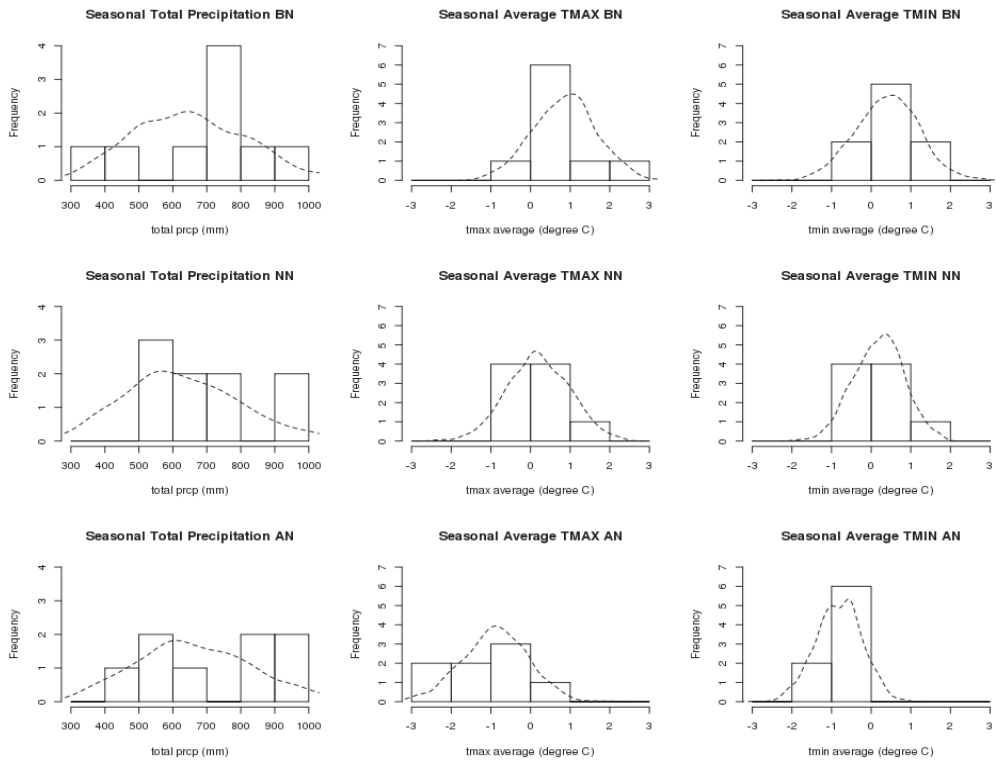 Seasonal Total Precipitation BN
Frequency
4
3
2
1
0
300 400 500 600 700 800 900 1000
total prcp (mm)
Seasonal Average TMAX BN
Frequency
7
6
5
4
3
2
1
0
-3 -2 -1 0 1 2 3
tmax average (degree C)
Seasonal Average TMIN BN
Frequency
7
6
5
4
3
2
1
0
-3 -2 -1 0 1 2 3
tmin average (degree C)
Seasonal Total Precipitation NN
Frequency
4
3
2
1
0
300 400 500 600 700 800 900 1000
total prcp (mm)
Seasonal Average TMAX NN
Frequency
7
6
5
4
3
2
1
0
-3 -2 -1 0 1 2 3
tmax average (degree C)
Seasonal Average TMIN NN
Frequency
7
6
5
4
3
2
1
0
-3 -2 -1 0 1 2 3
tmin average (degree C)
Seasonal Total Precipitation AN
Frequency
4
3
2
1
0
300 400 500 600 700 800 900 1000
total prcp (mm)
Seasonal Average TMAX AN
Frequency
7
6
5
4
3
2
1
0
-3 -2 -1 0 1 2 3
tmax average (degree C)
Seasonal Average TMIN AN
Frequency
7
6
5
4
3
2
1
0
-3 -2 -1 0 1 2 3
tmin average (degree C)